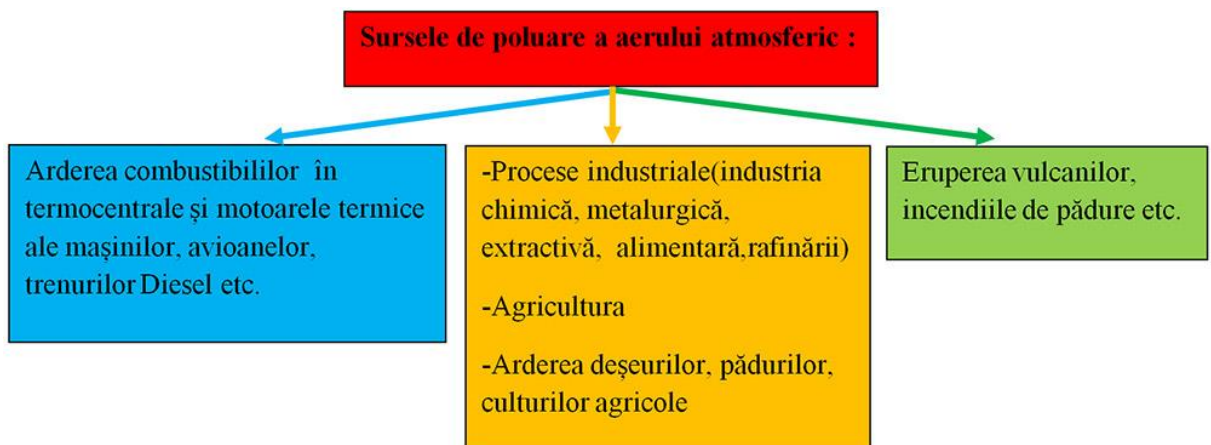 Sursele de poluare a aerului atmosferic :
Arderea combustibililor în
termocentrale și motoarele termice
ale mașinilor, avioanelor,
trenurilor Diesel etc.
-Procese industriale(industria
chimică, metalurgică,
extractivă, alimentară,rafinării)
-Agricultura
-Arderea deșeurilor, pădurilor,
culturilor agricole
Eruperea vulcanilor,
incendiile de pădure etc.